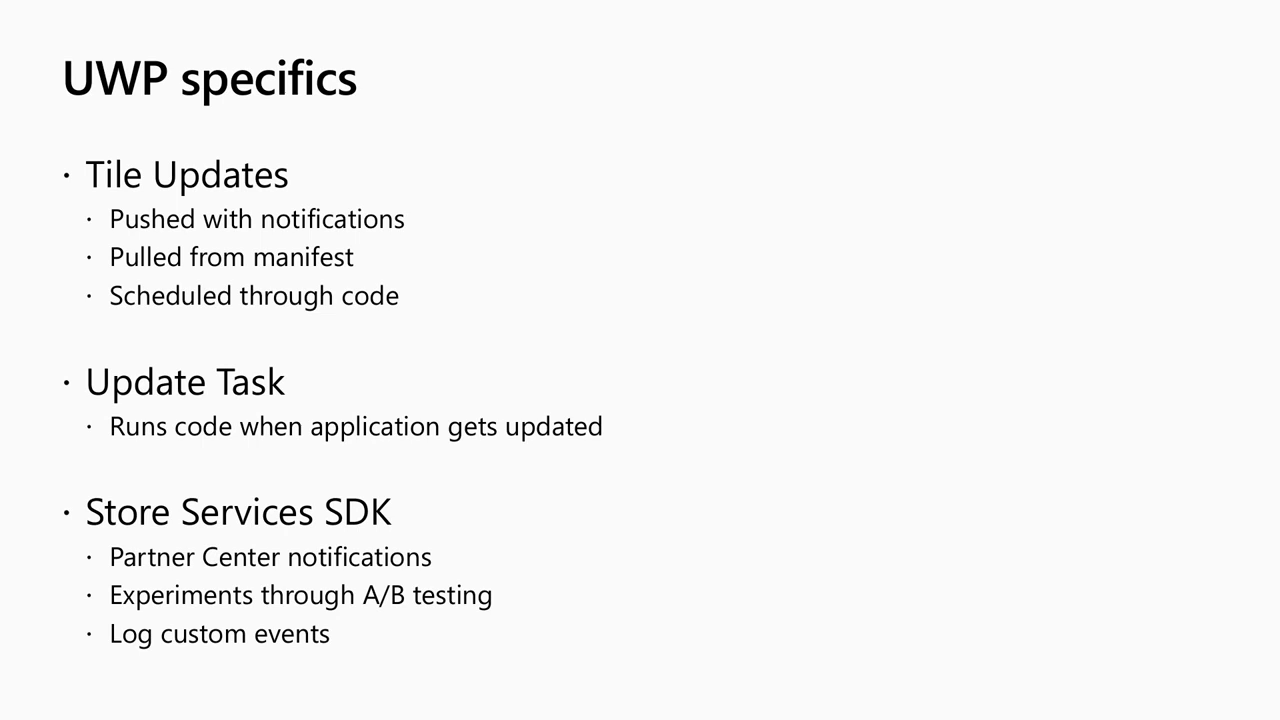 UWP specifics
· Tile Updates
· Pushed with notifications
· Pulled from manifest
· Scheduled through code
· Update Task
· Runs code when application gets updated
· Store Services SDK
· Partner Center notifications
· Experiments through A/B testing
· Log custom events